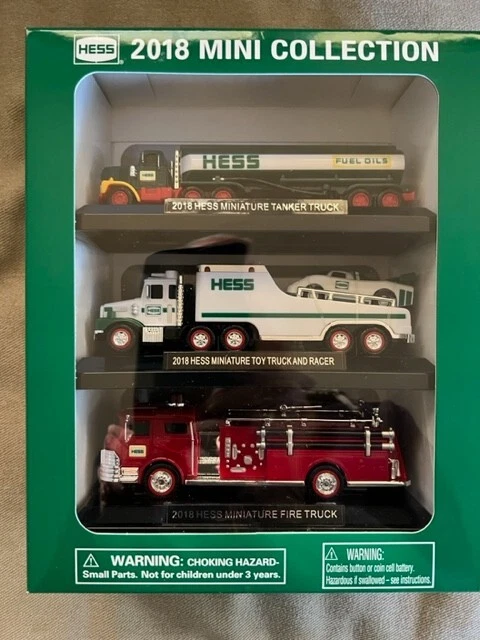 HESS 2018 MINI COLLECTION
HESS FUEL OILS
HESS
2018 HESS MINIATURE TANKER TRUCK
HESS
2018 HESS MINIATURE TOY TRUCK AND RACER
HESS
2018 HESS MINIATURE FIRE TRUCK
WARNING: CHOKING HAZARD-
Small Parts. Not for children under 3 years.
WARNING:
Contains button or coin cell battery.
Hazardous if swallowed – see instructions.